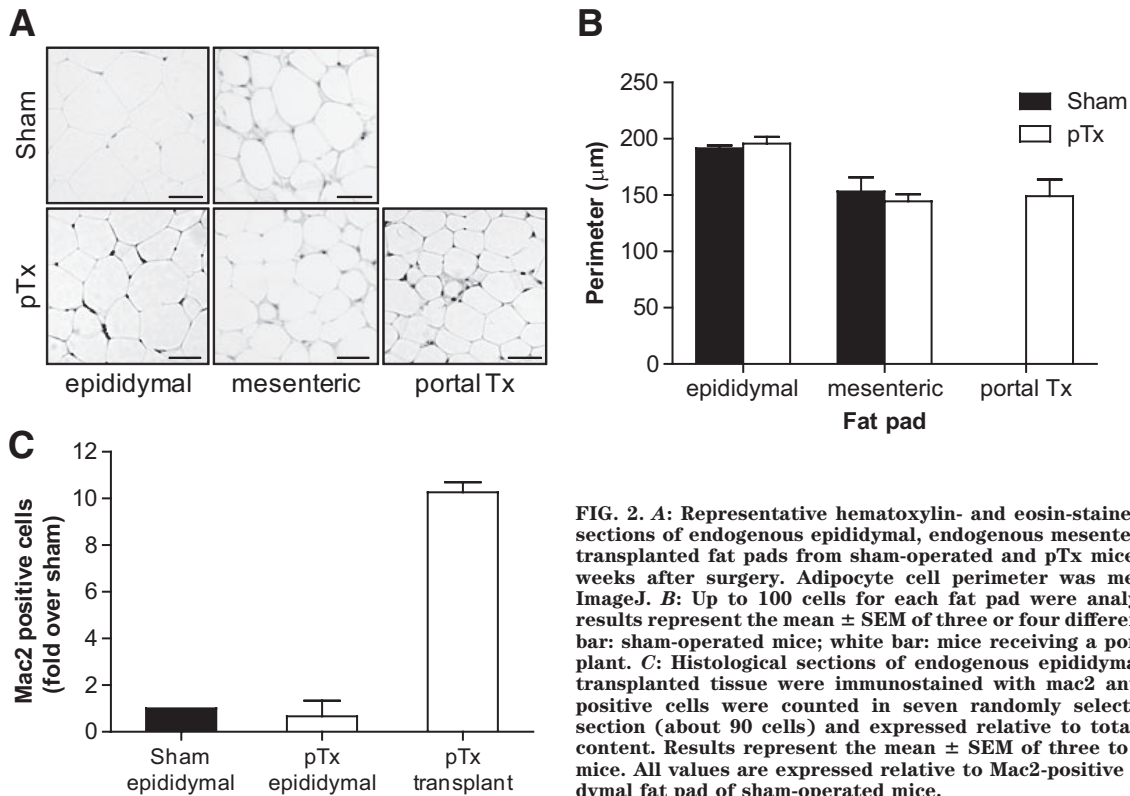 A
B
Sham
pTx
epididymal
mesenteric
portal Tx
250
200
150
100
50
0
Perimeter (μm)
Sham
pTx
epididymal
mesenteric
portal Tx
Fat pad
C
12
10
8
6
4
2
0
Mac2 positive cells
(fold over sham)
Sham
epididymal
pTx
epididymal
pTx
transplant
FIG. 2. A: Representative hematoxylin- and eosin-staine
sections of endogenous epididymal, endogenous mesente
transplanted fat pads from sham-operated and pTx mice
weeks after surgery. Adipocyte cell perimeter was me
ImageJ. B: Up to 100 cells for each fat pad were analy
results represent the mean ± SEM of three or four differe
bar: sham-operated mice; white bar: mice receiving a por
plant. C: Histological sections of endogenous epididyma
transplanted tissue were immunostained with mac2 ant
positive cells were counted in seven randomly select
section (about 90 cells) and expressed relative to total
content. Results represent the mean ± SEM of three to
mice. All values are expressed relative to Mac2-positive
dymal fat pad of sham-operated mice.